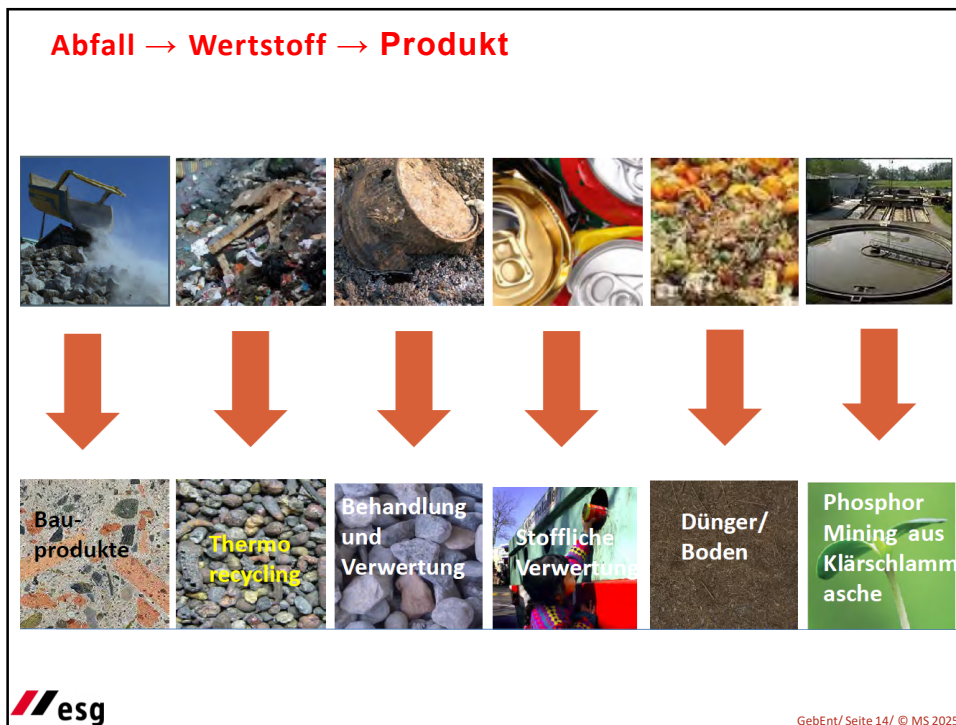 Abfall → Wertstoff → Produkt
Bau-
produkte
Thermo
recycling
Behandlung
und
Verwertung
Stoffliche
Verwertung
Dünger/
Boden
Phosphor
Mining aus
Klärschlamm
asche
esg
GebEnt/ Seite 14/ © MS 2025